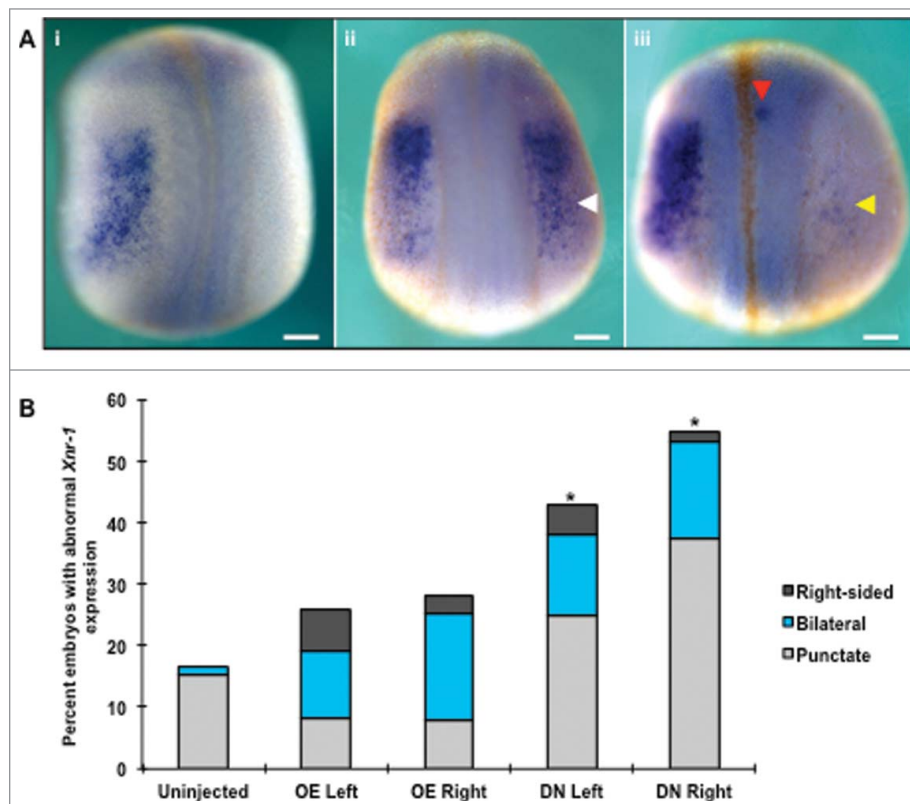 A
i
ii
iii
B
Percent embryos with abnormal Xnr-1
expression
60
50
40
30
20
10
0
*
*
Right-sided
Bilateral
Punctate
Uninjected
OE Left
OE Right
DN Left
DN Right